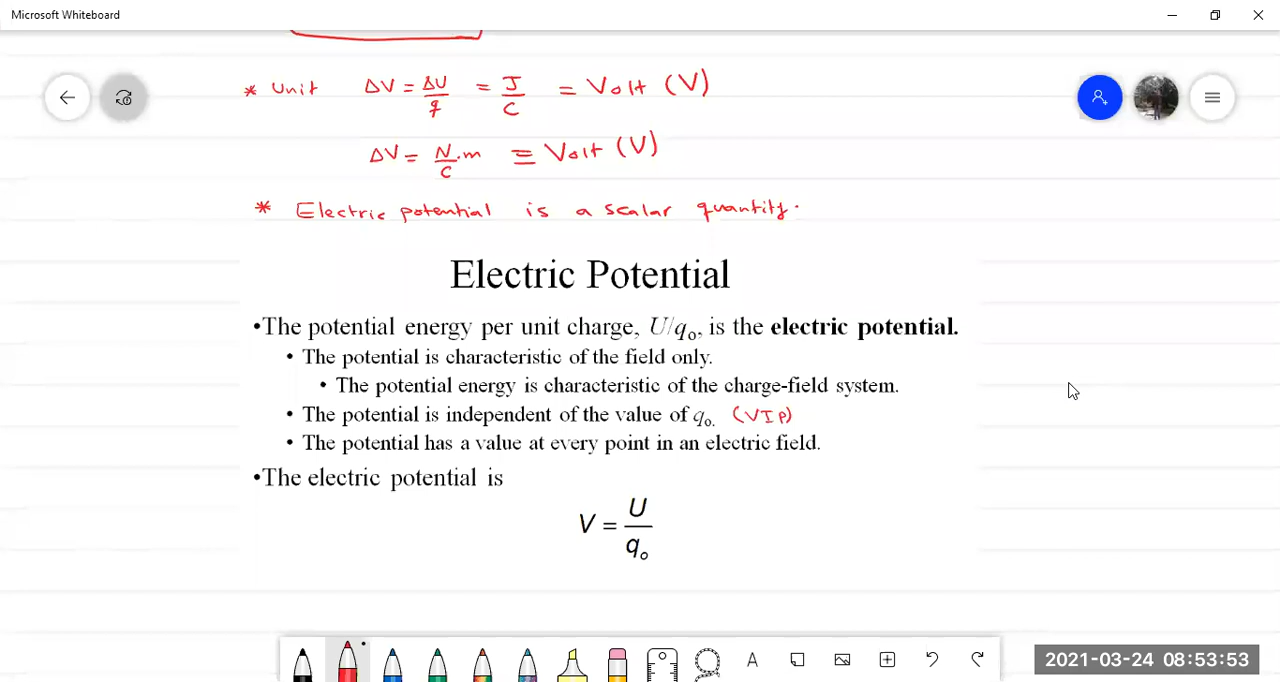 Microsoft Whiteboard
* Unit ΔV = ΔU/q = J/C = Volt (V)
ΔV = N/C . m ≡ Volt (V)
* Electric potential is a scalar quantity.
Electric Potential
•The potential energy per unit charge, U/qo, is the electric potential.
• The potential is characteristic of the field only.
• The potential energy is characteristic of the charge-field system.
• The potential is independent of the value of qo. (VIP)
• The potential has a value at every point in an electric field.
•The electric potential is
V = U/qo
A
2021-03-24 08:53:53